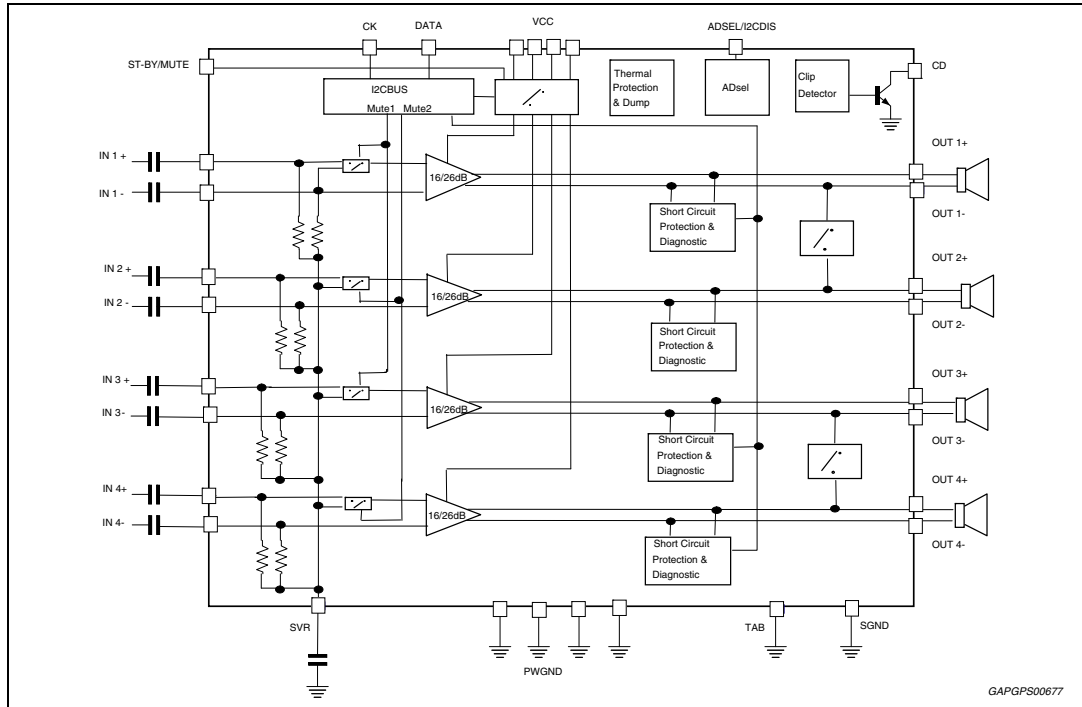 CK
DATA
VCC
ADSEL/I2CDIS
ST-BY/MUTE
I2CBUS
Mute1 Mute2
Thermal
Protection
& Dump
ADsel
Clip
Detector
CD
IN 1 +
IN 1 -
16/26dB
Short Circuit
Protection &
Diagnostic
OUT 1+
OUT 1-
IN 2 +
IN 2 -
16/26dB
Short Circuit
Protection &
Diagnostic
OUT 2+
OUT 2-
IN 3 +
IN 3-
16/26dB
Short Circuit
Protection &
Diagnostic
OUT 3+
OUT 3-
IN 4+
IN 4-
16/26dB
Short Circuit
Protection &
Diagnostic
OUT 4+
OUT 4-
SVR
PWGND
TAB
SGND
GAPGPS00677